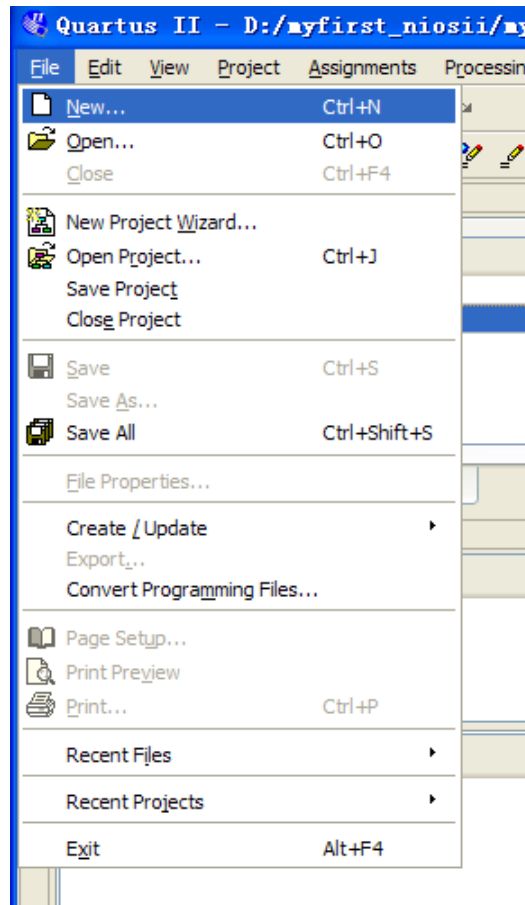 Quartus II - D:/myfirst_niosii/my
File Edit View Project Assignments Processin
New... Ctrl+N
Open... Ctrl+O
Close Ctrl+F4
New Project Wizard...
Open Project... Ctrl+J
Save Project
Close Project
Save Ctrl+S
Save As...
Save All Ctrl+Shift+S
File Properties...
Create / Update
Export...
Convert Programming Files...
Page Setup...
Print Preview
Print... Ctrl+P
Recent Files
Recent Projects
Exit Alt+F4